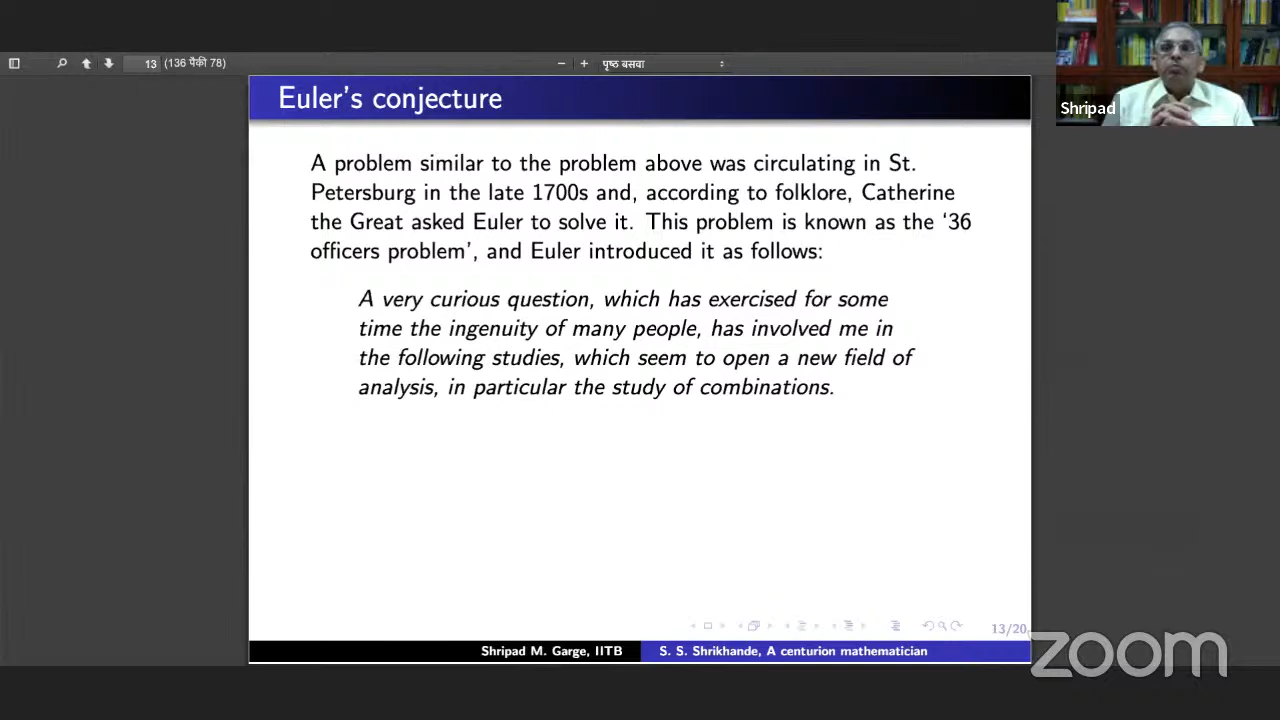 Shripad
13 (136 पैकी 78)
− + पृष्ठ बसवा
Euler's conjecture
A problem similar to the problem above was circulating in St.
Petersburg in the late 1700s and, according to folklore, Catherine
the Great asked Euler to solve it. This problem is known as the ‘36
officers problem’, and Euler introduced it as follows:
A very curious question, which has exercised for some
time the ingenuity of many people, has involved me in
the following studies, which seem to open a new field of
analysis, in particular the study of combinations.
13/20
Shripad M. Garge, IITB
S. S. Shrikhande, A centurion mathematician
zoom